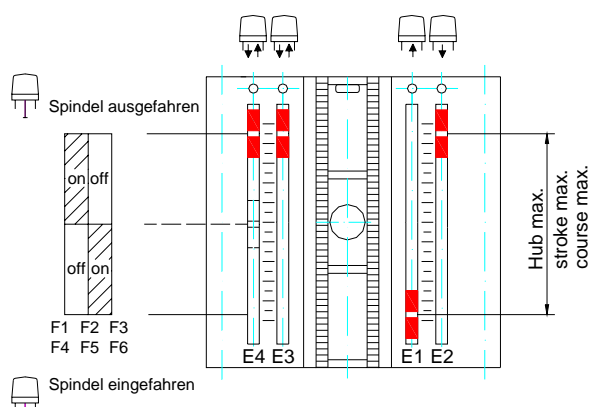 Spindel ausgefahren
on off
off on
F1 F2 F3
F4 F5 F6
Spindel eingefahren
E4 E3
E1 E2
Hub max.
stroke max.
course max.